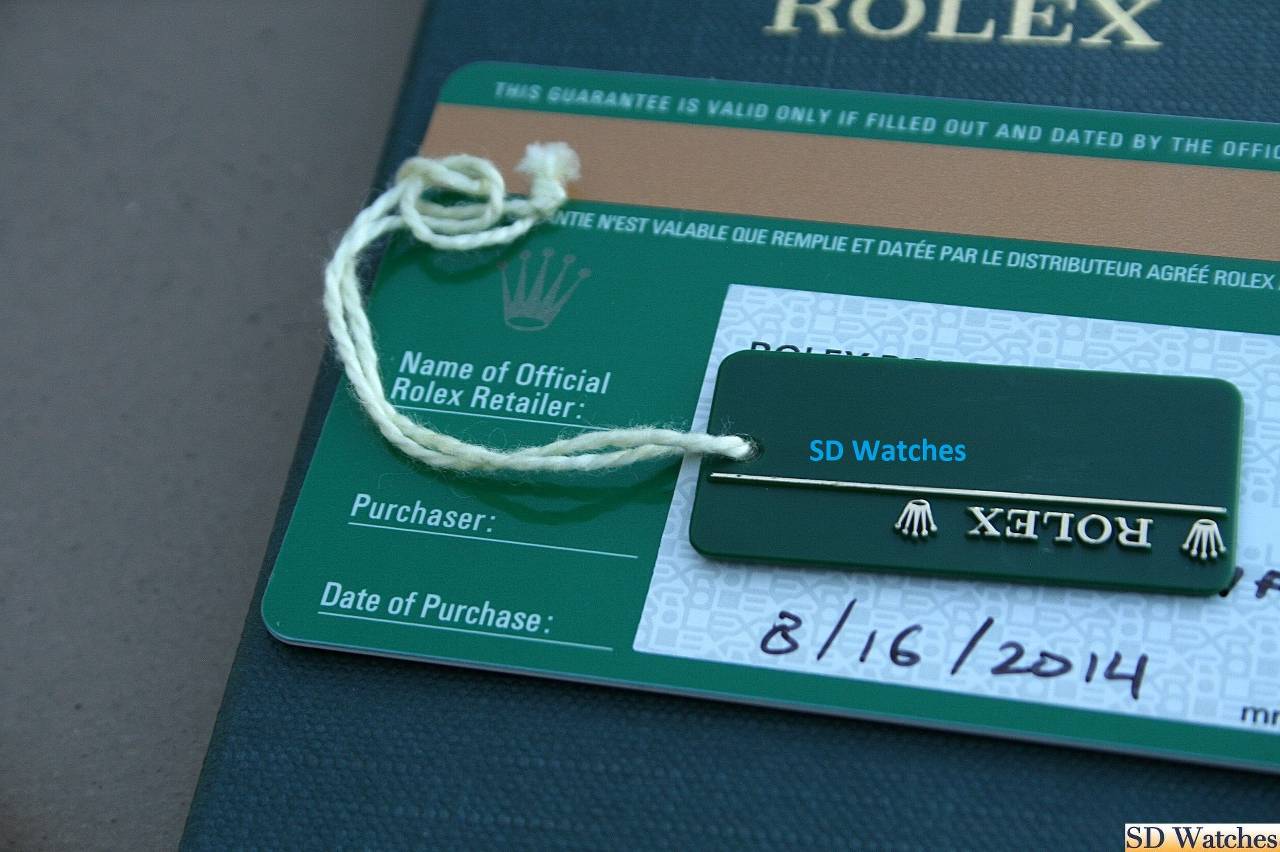 ROLEX
THIS GUARANTEE IS VALID ONLY IF FILLED OUT AND DATED BY THE
N'EST VALABLE QUE REMPLIE ET DATÉE PAR LE DISTRIBUTEUR AGRÉÉ ROLEX
Name of Official
Rolex Retailer:
ROLEX
SD Watches
ROLEX
Purchaser:
Date of Purchase:
8/16/2014
SD Watches